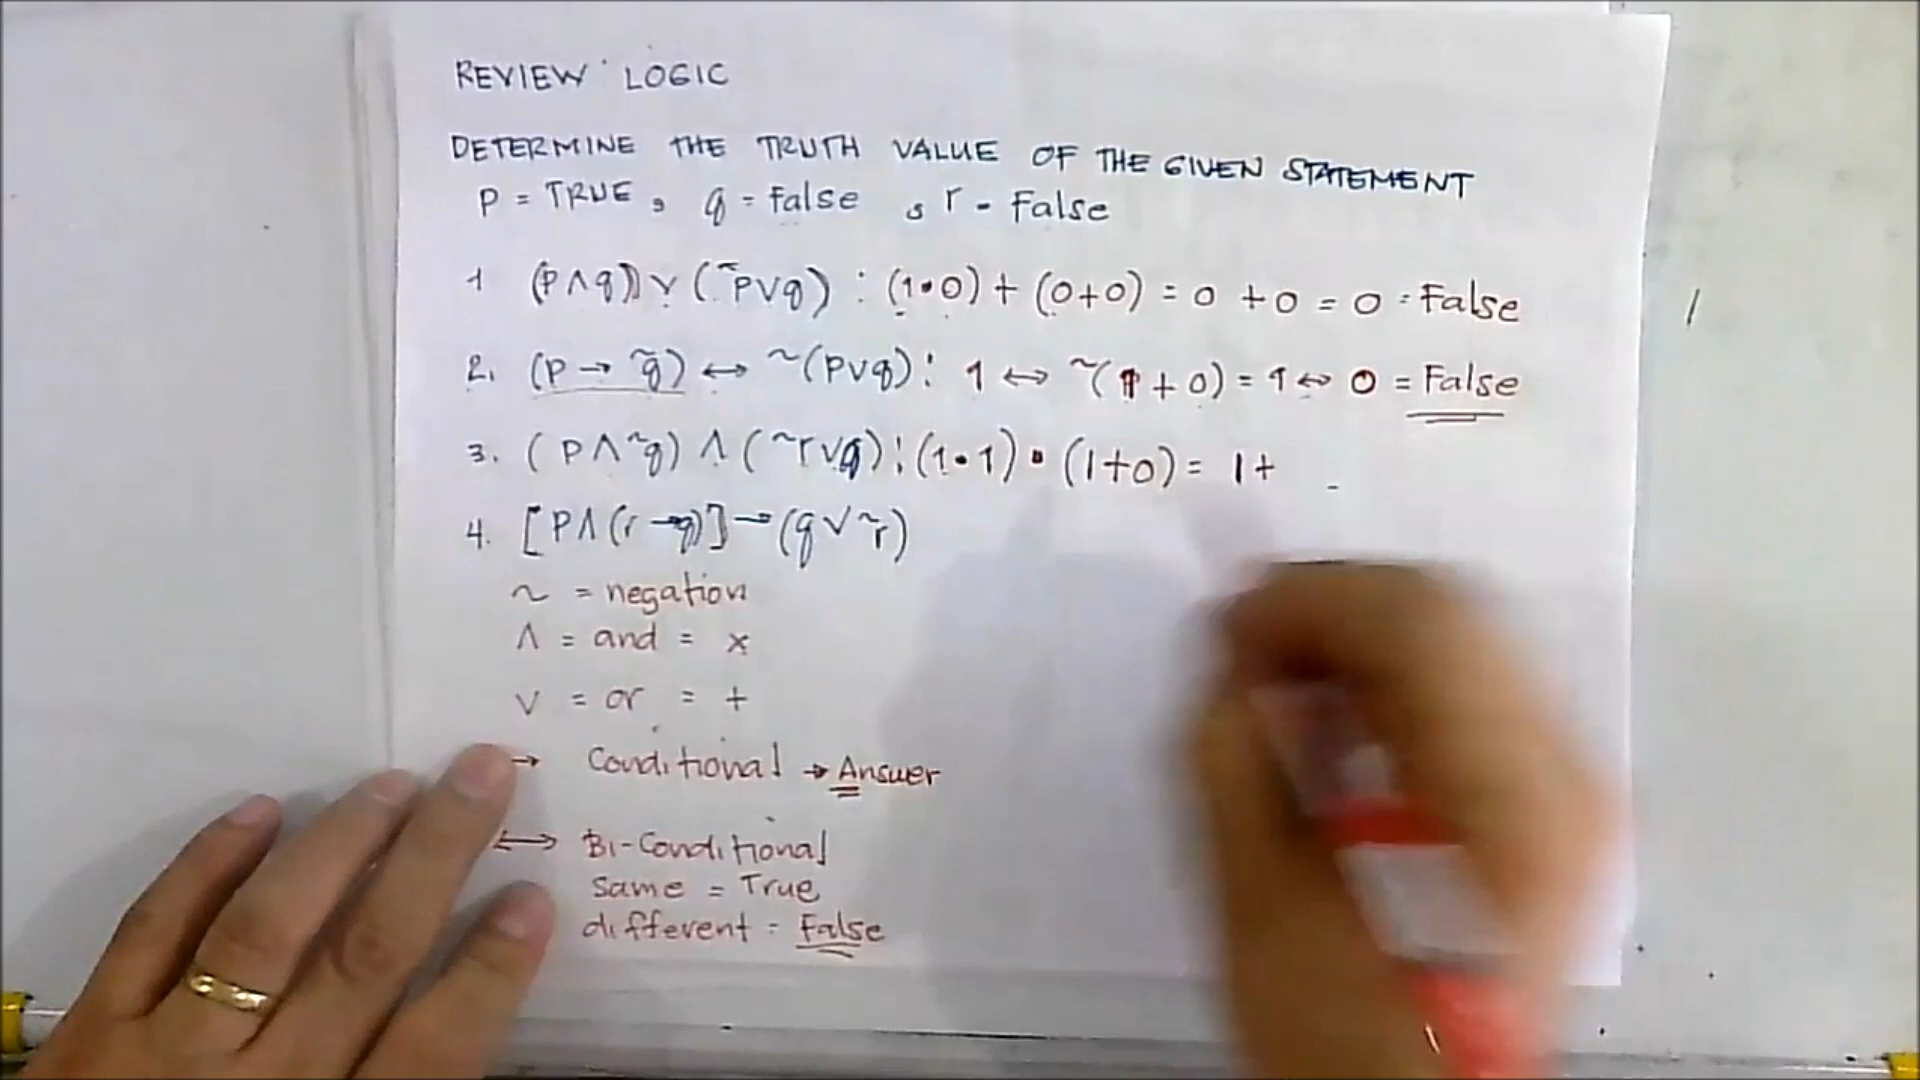 REVIEW LOGIC
DETERMINE THE TRUTH VALUE OF THE GIVEN STATEMENT
P = TRUE, q = false, r = False
1 (p∧q) ∨ (~p∨q) : (1•0) + (0+0) = 0 + 0 = 0 = False
2. (p → ~q) ↔ ~(p∨q) : 1 ↔ ~(1 + 0) = 1 ↔ 0 = False
3. (p∧~q) ∧ (~r∨q) : (1•1) • (1+0) = 1 +
4. [p∧(r→q)] → (q∨~r)
~ = negation
∧ = and = x
∨ = or = +
→ Conditional → Answer
↔ Bi-Conditional
same = True
different = False